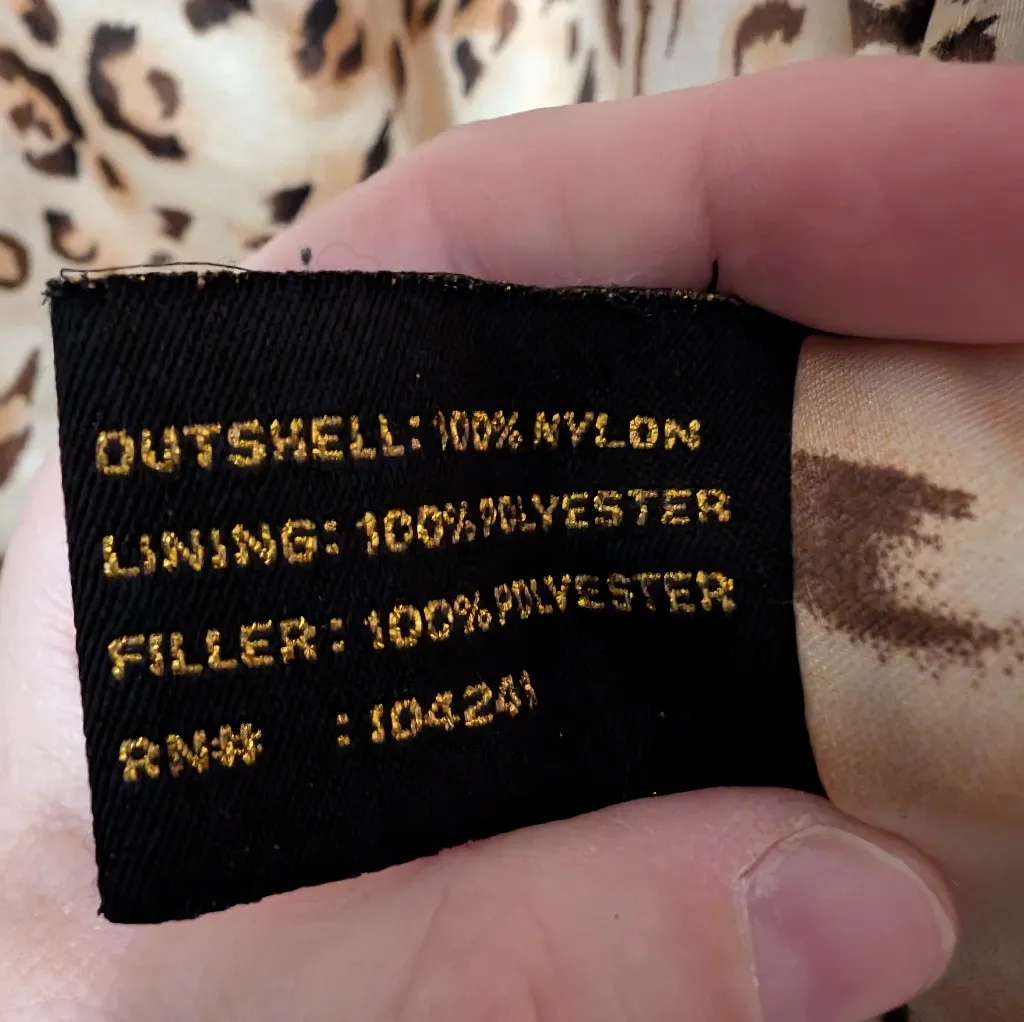 OUTSHELL: 100% NYLON
LINING: 100% POLYESTER
FILLER: 100% POLYESTER
RN# : 104241